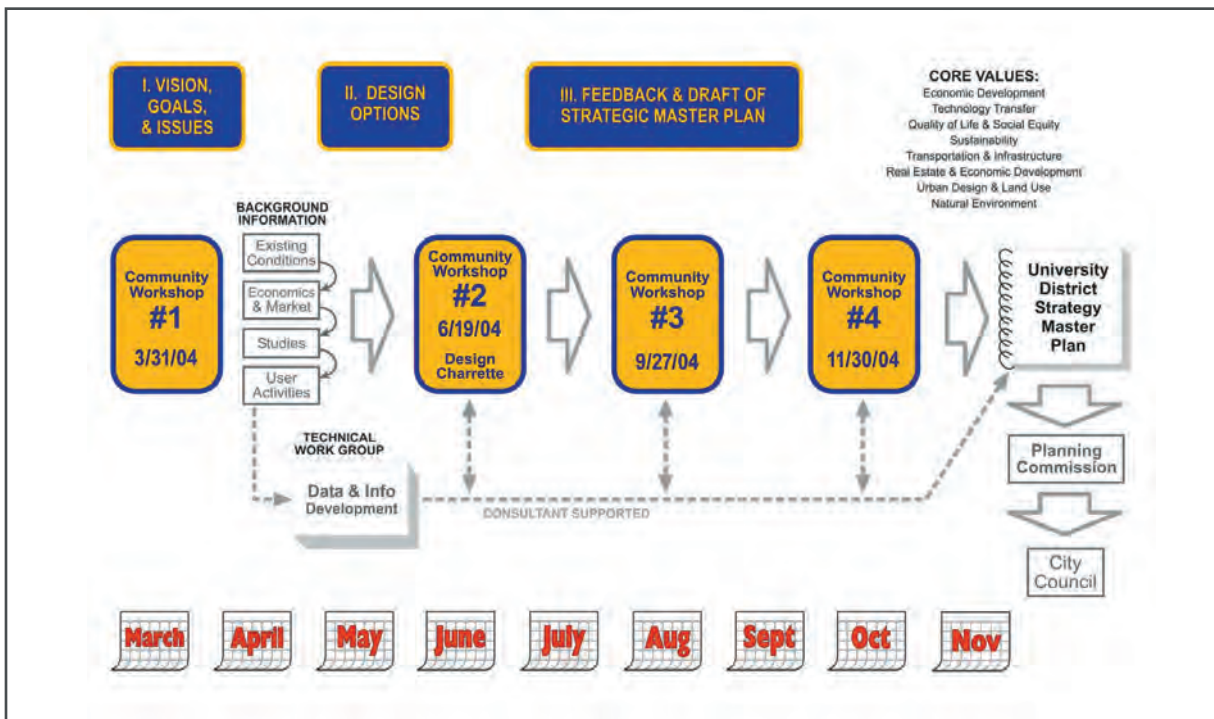 I. VISION,
GOALS,
& ISSUES
II. DESIGN
OPTIONS
III. FEEDBACK & DRAFT OF
STRATEGIC MASTER PLAN
CORE VALUES:
Economic Development
Technology Transfer
Quality of Life & Social Equity
Sustainability
Transportation & Infrastructure
Real Estate & Economic Development
Urban Design & Land Use
Natural Environment
Community
Workshop
#1
3/31/04
BACKGROUND
INFORMATION
Existing
Conditions
Economics
& Market
Studies
User
Activities
Community
Workshop
#2
6/19/04
Design
Charrette
Community
Workshop
#3
9/27/04
Community
Workshop
#4
11/30/04
University
District
Strategy
Master
Plan
TECHNICAL
WORK GROUP
Data & Info
Development
CONSULTANT SUPPORTED
Planning
Commission
City
Council
March
April
May
June
July
Aug
Sept
Oct
Nov